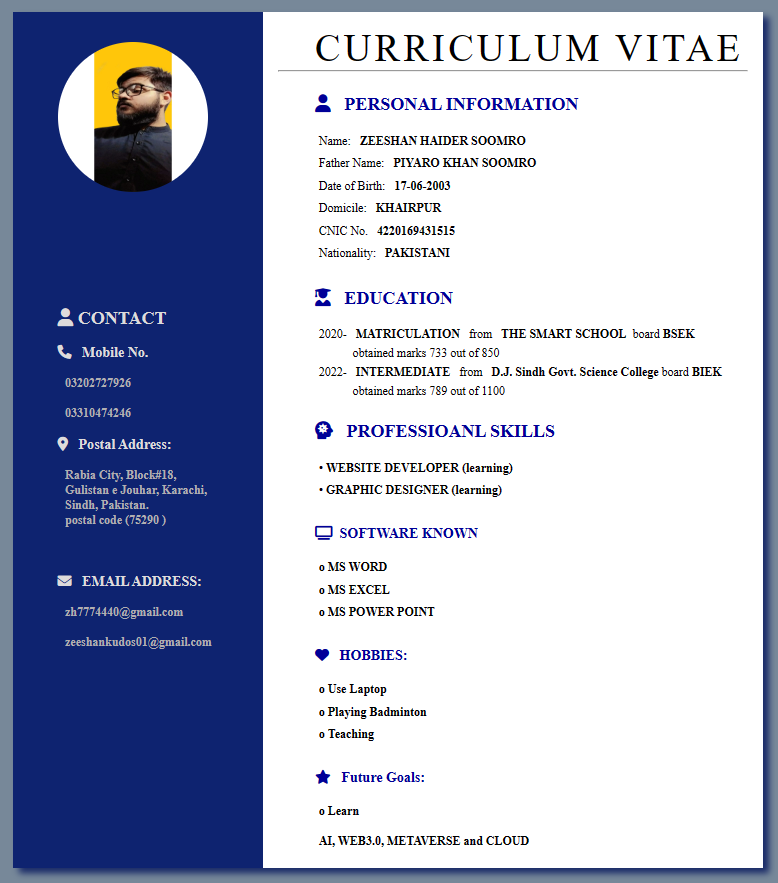 CURRICULUM VITAE
PERSONAL INFORMATION
Name: ZEESHAN HAIDER SOOMRO
Father Name: PIYARO KHAN SOOMRO
Date of Birth: 17-06-2003
Domicile: KHAIRPUR
CNIC No. 4220169431515
Nationality: PAKISTANI
EDUCATION
2020- MATRICULATION from THE SMART SCHOOL board BSEK
obtained marks 733 out of 850
2022- INTERMEDIATE from D.J. Sindh Govt. Science College board BIEK
obtained marks 789 out of 1100
PROFESSIOANL SKILLS
• WEBSITE DEVELOPER (learning)
• GRAPHIC DESIGNER (learning)
SOFTWARE KNOWN
o MS WORD
o MS EXCEL
o MS POWER POINT
HOBBIES:
o Use Laptop
o Playing Badminton
o Teaching
Future Goals:
o Learn
AI, WEB3.0, METAVERSE and CLOUD
CONTACT
Mobile No.
03202727926
03310474246
Postal Address:
Rabia City, Block#18,
Gulistan e Jouhar, Karachi,
Sindh, Pakistan.
postal code (75290 )
EMAIL ADDRESS:
zh7774440@gmail.com
zeeshankudos01@gmail.com